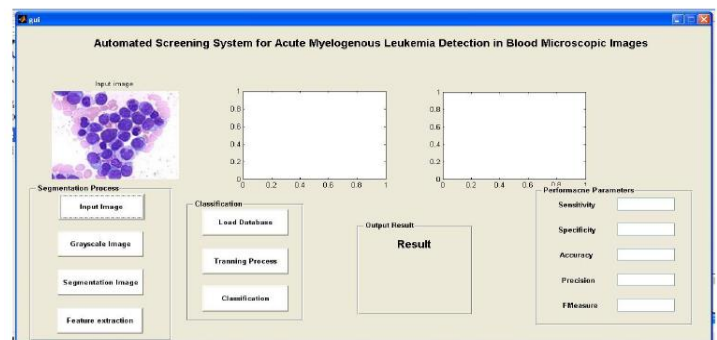 gui
Automated Screening System for Acute Myelogenous Leukemia Detection in Blood Microscopic Images
Input image
1
0.8
0.6
0.4
0.2
0
0 0.2 0.4 0.6 0.8 1
1
0.8
0.6
0.4
0.2
0
0 0.2 0.4 0.6 0.8 1
Segmentation Process
Input Image
Grayscale Image
Segmentation Image
Feature extraction
Classification
Load Database
Tranning Process
Classification
Output Result
Result
Performacne Parameters
Sensitivity
Specificity
Accuracy
Precision
FMeasure